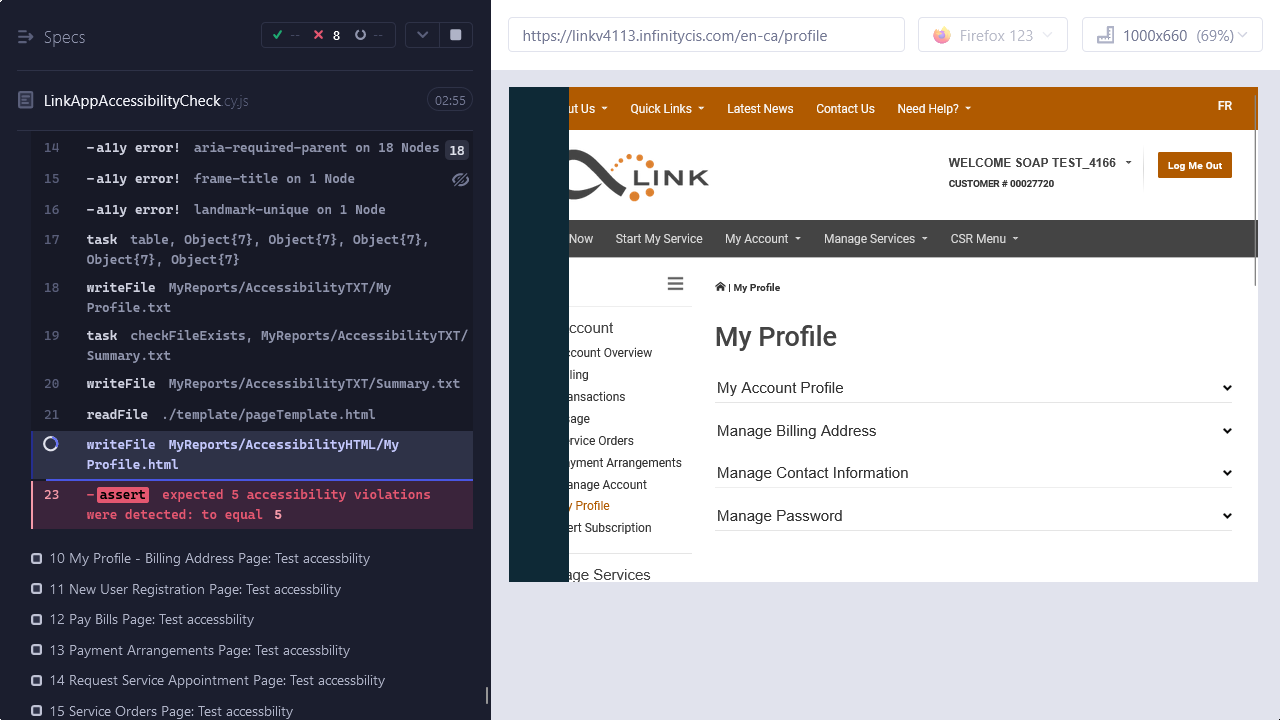 Specs
--
8
--
LinkAppAccessibilityCheck.cy.js
02:55
14 -a11y error! aria-required-parent on 18 Nodes 18
15 -a11y error! frame-title on 1 Node
16 -a11y error! landmark-unique on 1 Node
17 task table, Object{7}, Object{7}, Object{7},
Object{7}, Object{7}
18 writeFile MyReports/AccessibilityTXT/My
Profile.txt
19 task checkFileExists, MyReports/AccessibilityTXT/
Summary.txt
20 writeFile MyReports/AccessibilityTXT/Summary.txt
21 readFile ./template/pageTemplate.html
writeFile MyReports/AccessibilityHTML/My
Profile.html
23 -assert expected 5 accessibility violations
were detected: to equal 5
10 My Profile - Billing Address Page: Test accessbility
11 New User Registration Page: Test accessbility
12 Pay Bills Page: Test accessbility
13 Payment Arrangements Page: Test accessbility
14 Request Service Appointment Page: Test accessbility
15 Service Orders Page: Test accessbility
https://linkv4113.infinitycis.com/en-ca/profile
Firefox 123
1000x660 (69%)
ut Us
Quick Links
Latest News
Contact Us
Need Help?
FR
LINK
WELCOME SOAP TEST_4166
CUSTOMER # 00027720
Log Me Out
Now
Start My Service
My Account
Manage Services
CSR Menu
| My Profile
ccount
count Overview
ling
ansactions
age
ervice Orders
yment Arrangements
anage Account
y Profile
ert Subscription
age Services
My Profile
My Account Profile
Manage Billing Address
Manage Contact Information
Manage Password